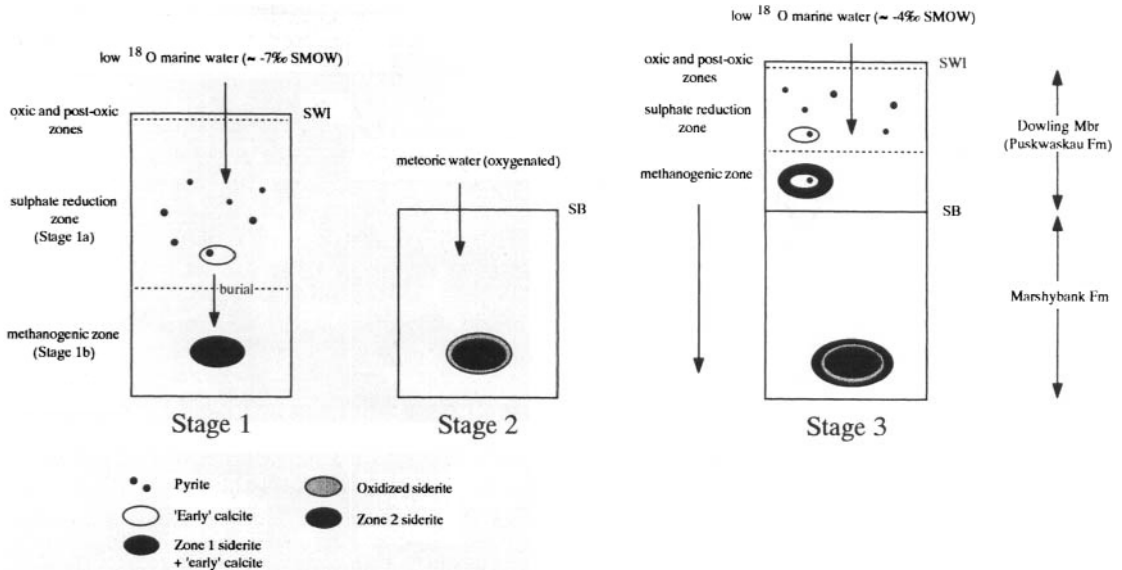 low 18 O marine water (~ -7‰ SMOW)
oxic and post-oxic
zones
SWI
sulphate reduction
zone
(Stage 1a)
burial
methanogenic zone
(Stage 1b)
Stage 1
meteoric water (oxygenated)
SB
Stage 2
low 18 O marine water (~ -4‰ SMOW)
oxic and post-oxic
zones
SWI
sulphate reduction
zone
methanogenic zone
SB
Dowling Mbr
(Puskwaskau Fm)
Marshybank Fm
Stage 3
Pyrite
'Early' calcite
Zone 1 siderite
+ 'early' calcite
Oxidized siderite
Zone 2 siderite